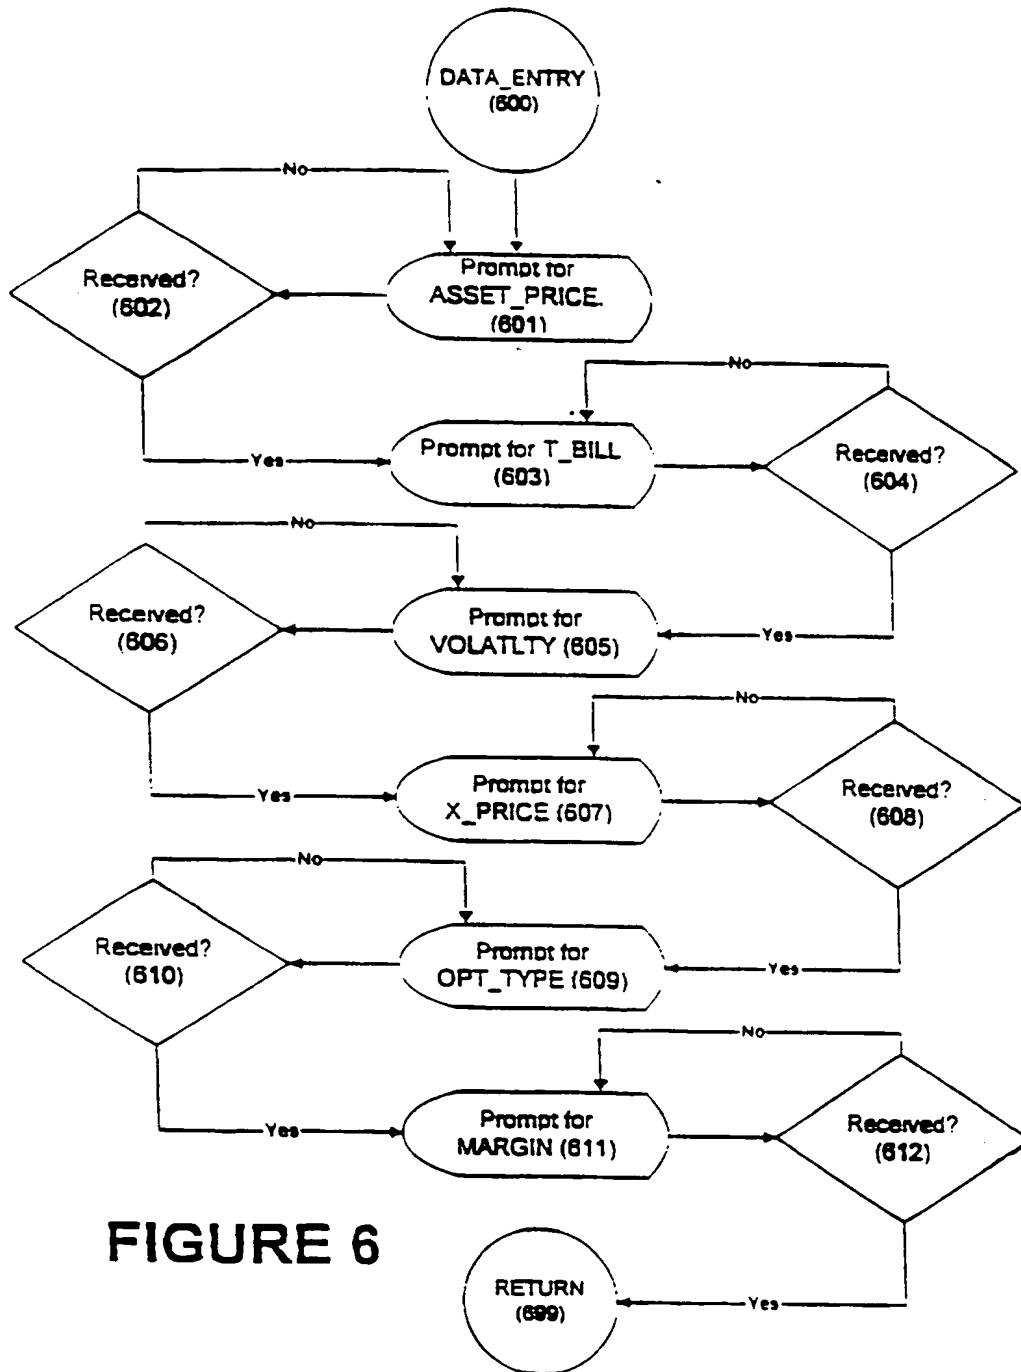 DATA_ENTRY
(600)
No
Received?
(602)
Prompt for
ASSET_PRICE.
(601)
No
Yes
Prompt for T_BILL
(603)
Received?
(604)
No
Received?
(606)
Prompt for
VOLATLTY (605)
Yes
No
Yes
Prompt for
X_PRICE (607)
Received?
(608)
No
Received?
(610)
Prompt for
OPT_TYPE (609)
Yes
No
Yes
Prompt for
MARGIN (611)
Received?
(612)
FIGURE 6
RETURN
(699)
Yes